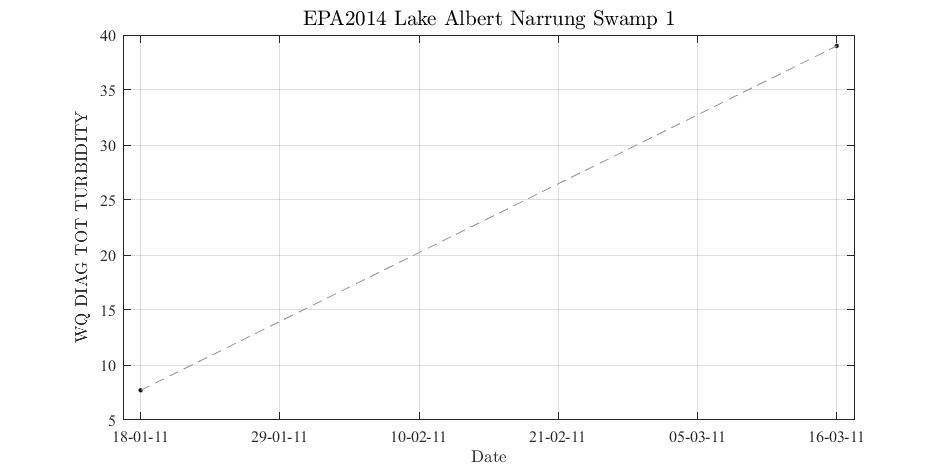 EPA2014 Lake Albert Narrung Swamp 1
WQ DIAG TOT TURBIDITY
40
35
30
25
20
15
10
5
18-01-11 29-01-11 10-02-11 21-02-11 05-03-11 16-03-11
Date